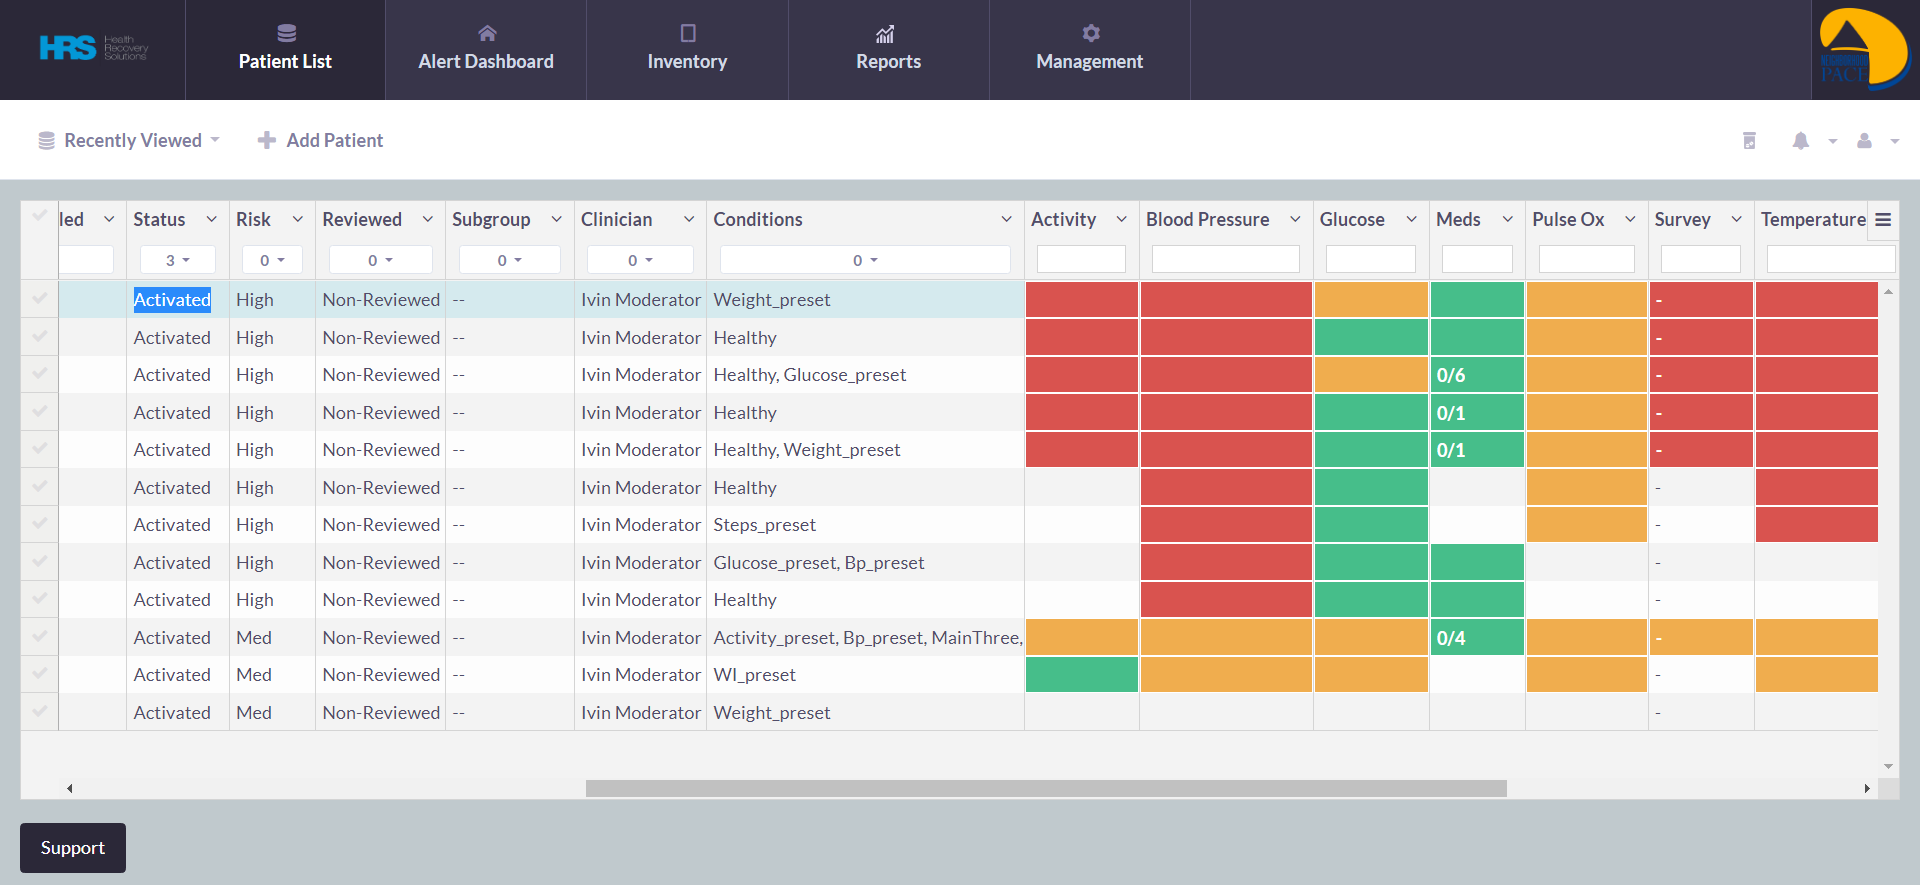 HRS Health Recovery Solutions
Patient List
Alert Dashboard
Inventory
Reports
Management
PACE
Recently Viewed
Add Patient
led Status Risk Reviewed Subgroup Clinician Conditions Activity Blood Pressure Glucose Meds Pulse Ox Survey Temperature
3 0 0 0 0 0
Activated High Non-Reviewed -- Ivin Moderator Weight_preset -
Activated High Non-Reviewed -- Ivin Moderator Healthy -
Activated High Non-Reviewed -- Ivin Moderator Healthy, Glucose_preset 0/6 -
Activated High Non-Reviewed -- Ivin Moderator Healthy 0/1 -
Activated High Non-Reviewed -- Ivin Moderator Healthy, Weight_preset 0/1 -
Activated High Non-Reviewed -- Ivin Moderator Healthy -
Activated High Non-Reviewed -- Ivin Moderator Steps_preset -
Activated High Non-Reviewed -- Ivin Moderator Glucose_preset, Bp_preset -
Activated High Non-Reviewed -- Ivin Moderator Healthy -
Activated Med Non-Reviewed -- Ivin Moderator Activity_preset, Bp_preset, MainThree, 0/4 -
Activated Med Non-Reviewed -- Ivin Moderator WI_preset -
Activated Med Non-Reviewed -- Ivin Moderator Weight_preset -
Support